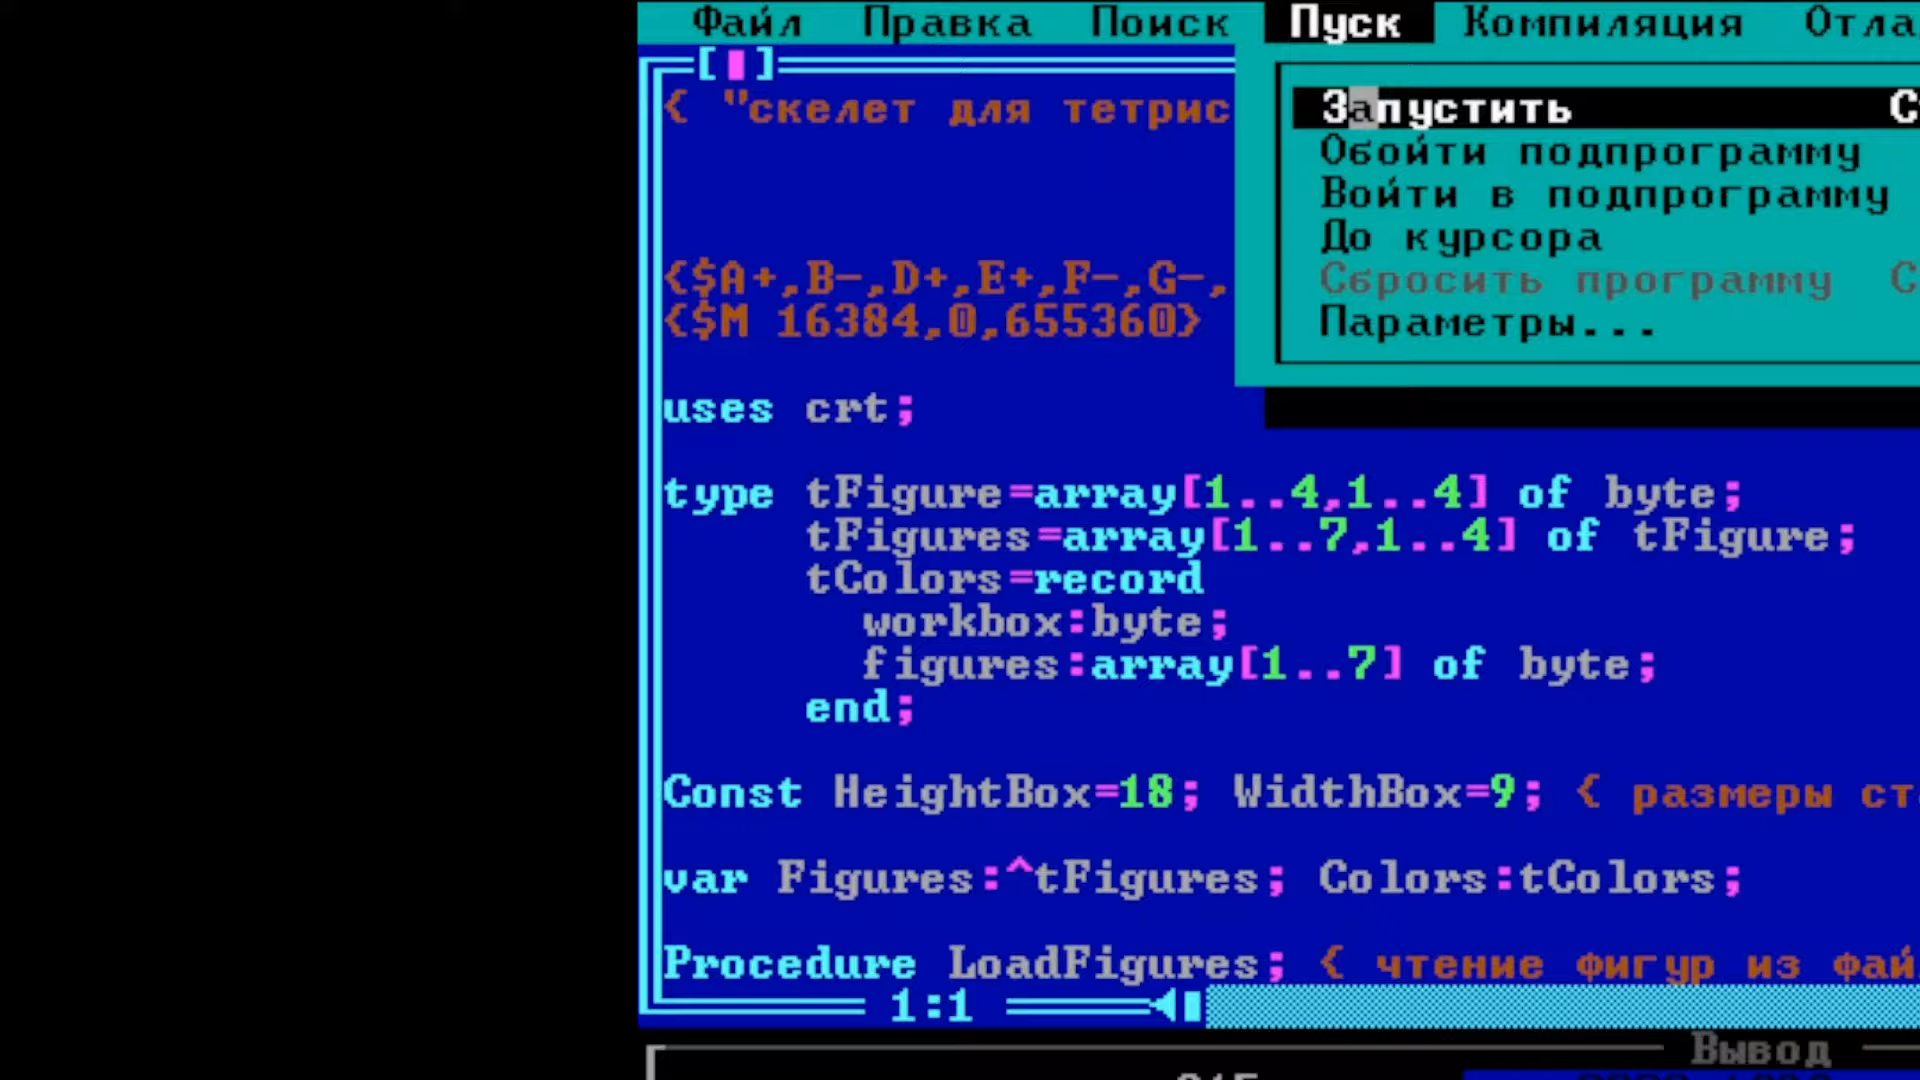 Файл Правка Поиск Пуск Компиляция Отла
{ "скелет для тетрис
Запустить С
Обойти подпрограмму
Войти в подпрограмму
До курсора
Сбросить программу С
Параметры...
{$A+,B-,D+,E+,F-,G-,
{$M 16384,0,655360}
uses crt;
type tFigure=array[1..4,1..4] of byte;
tFigures=array[1..7,1..4] of tFigure;
tColors=record
workbox:byte;
figures:array[1..7] of byte;
end;
Const HeightBox=18; WidthBox=9; { размеры ст
var Figures:^tFigures; Colors:tColors;
Procedure LoadFigures; { чтение фигур из фай
1:1
Вывод